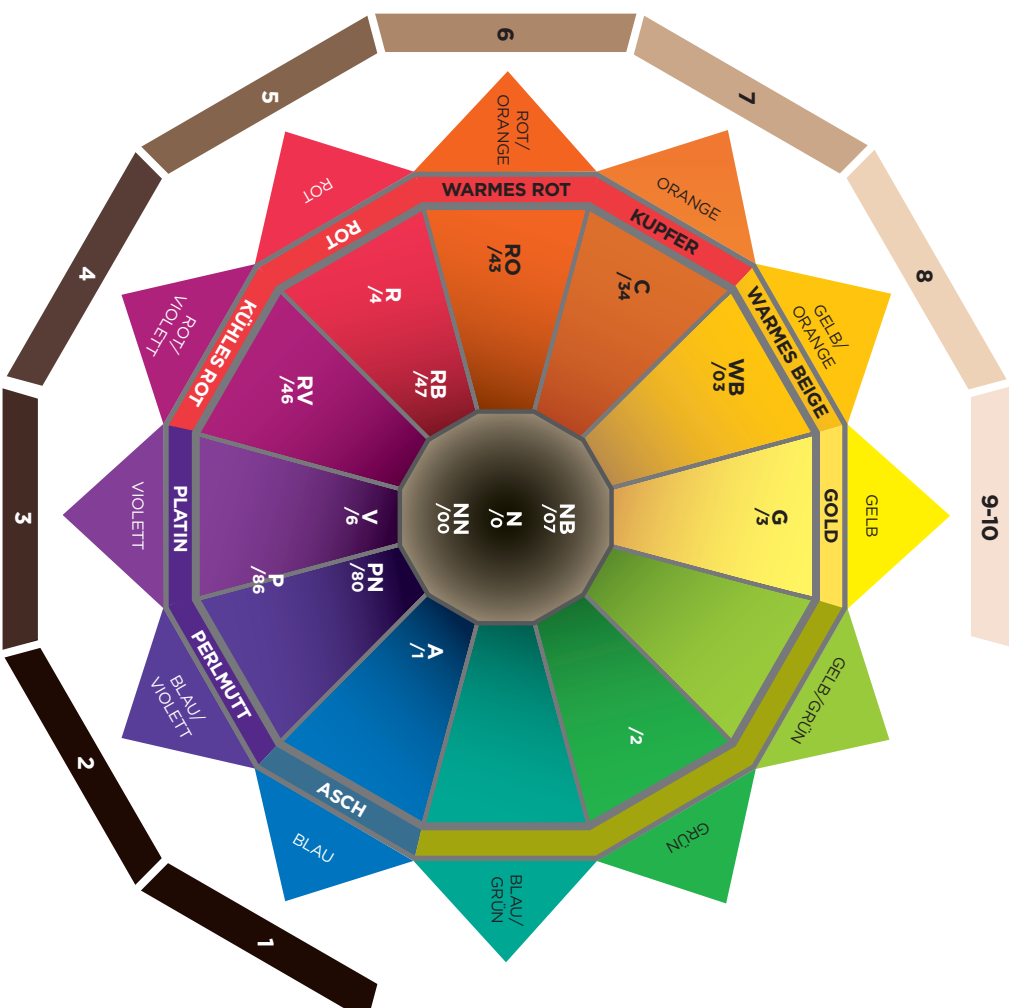 6
7
8
9-10
5
4
3
2
1
ROT/
ORANGE
ORANGE
GELB/
ORANGE
GELB
GELB/GRÜN
GRÜN
BLAU/
GRÜN
BLAU
BLAU/
VIOLETT
VIOLETT
ROT/
VIOLETT
ROT
WARMES ROT
KUPFER
WARMES BEIGE
GOLD
ASCH
PERLMUTT
PLATIN
KÜHLES ROT
ROT
RO
/43
C
/34
WB
/03
G
/3
/2
A
/1
PN
/80
P
/86
V
/6
RV
/46
R
/4
RB
/47
NB
/07
N
/0
NN
/00